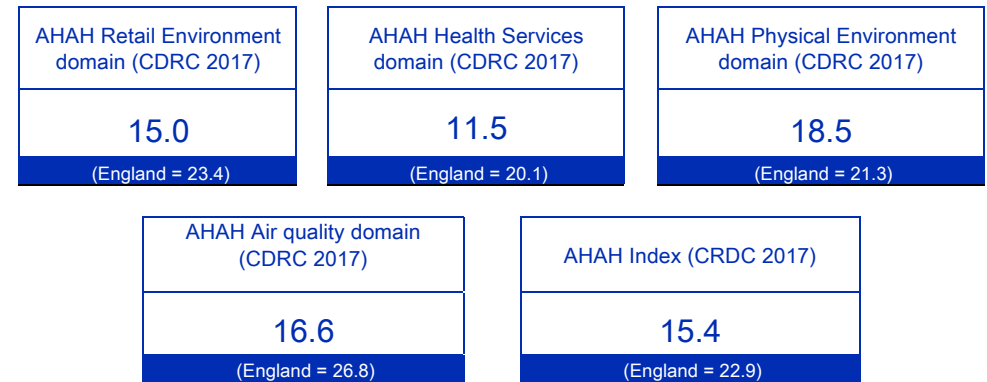 AHAH Retail Environment
domain (CDRC 2017)
15.0
(England = 23.4)
AHAH Health Services
domain (CDRC 2017)
11.5
(England = 20.1)
AHAH Physical Environment
domain (CDRC 2017)
18.5
(England = 21.3)
AHAH Air quality domain
(CDRC 2017)
16.6
(England = 26.8)
AHAH Index (CRDC 2017)
15.4
(England = 22.9)